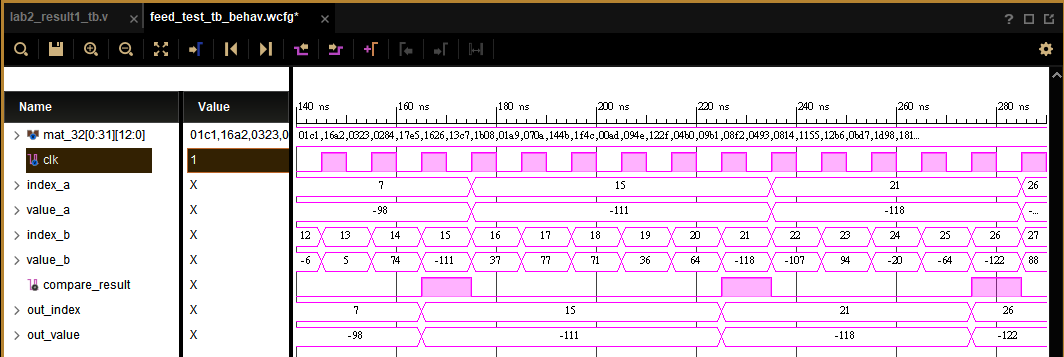 lab2_result1_tb.v × feed_test_tb_behav.wcfg* × ? □
140 ns 160 ns 180 ns 200 ns 220 ns 240 ns 260 ns 280 ns
Name Value
mat_32[0:31][12:0] 01c1,16a2,0323,0 01c1,16a2,0323,0284,17e5,1626,13c7,1b08,01a9,070a,144b,1f4c,00ad,094e,122f,04b0,09b1,08f2,0493,0814,1155,12b6,0bd7,1d98,181...
clk 1
index_a X 7 15 21 26
value_a X -98 -111 -118 -...
index_b X 12 13 14 15 16 17 18 19 20 21 22 23 24 25 26 27
value_b X -6 5 74 -111 37 77 71 36 64 -118 -107 94 -20 -64 -122 88
compare_result X
out_index X 7 15 21 26
out_value X -98 -111 -118 -122